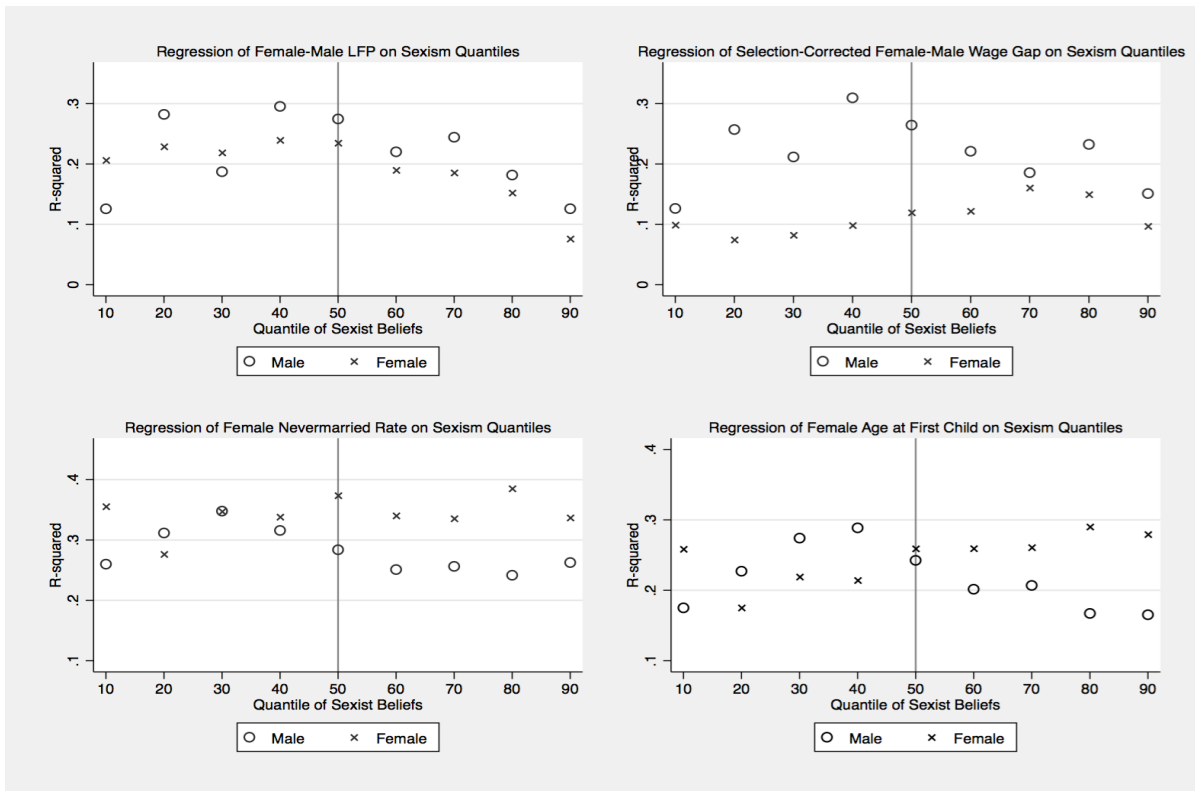 Regression of Female-Male LFP on Sexism Quantiles
R-squared
.3
.2
.1
0
10 20 30 40 50 60 70 80 90
Quantile of Sexist Beliefs
Male Female
Regression of Selection-Corrected Female-Male Wage Gap on Sexism Quantiles
R-squared
.3
.2
.1
0
10 20 30 40 50 60 70 80 90
Quantile of Sexist Beliefs
Male Female
Regression of Female Nevermarried Rate on Sexism Quantiles
R-squared
.4
.3
.2
.1
10 20 30 40 50 60 70 80 90
Quantile of Sexist Beliefs
Male Female
Regression of Female Age at First Child on Sexism Quantiles
R-squared
.4
.3
.2
.1
10 20 30 40 50 60 70 80 90
Quantile of Sexist Beliefs
Male Female